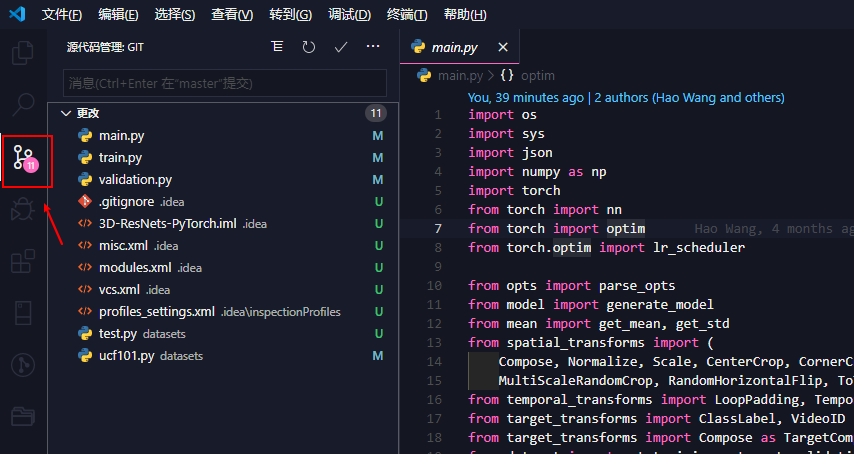 文件(F) 编辑(E) 选择(S) 查看(V) 转到(G) 调试(D) 终端(T) 帮助(H)
源代码管理: GIT
消息(Ctrl+Enter 在"master"提交)
更改 11
main.py M
train.py M
validation.py M
.gitignore .idea U
3D-ResNets-PyTorch.iml .idea U
misc.xml .idea U
modules.xml .idea U
vcs.xml .idea U
profiles_settings.xml .idea\inspectionProfiles U
test.py datasets U
ucf101.py datasets M
11
main.py
main.py > {} optim
You, 39 minutes ago | 2 authors (Hao Wang and others)
1 import os
2 import sys
3 import json
4 import numpy as np
5 import torch
6 from torch import nn
7 from torch import optim Hao Wang, 4 months ag
8 from torch.optim import lr_scheduler
9
10 from opts import parse_opts
11 from model import generate_model
12 from mean import get_mean, get_std
13 from spatial_transforms import (
14 Compose, Normalize, Scale, CenterCrop, CornerC
15 MultiScaleRandomCrop, RandomHorizontalFlip, To
16 from temporal_transforms import LoopPadding, Tempo
17 from target_transforms import ClassLabel, VideoID
18 from target_transforms import Compose as TargetCom